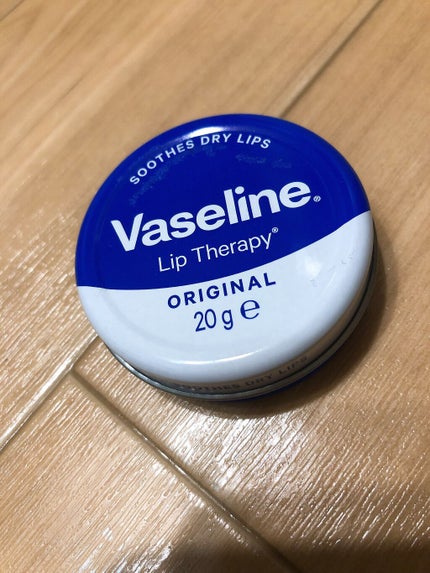 SOOTHES DRY LIPS
Vaseline®
Lip Therapy®
ORIGINAL
20 g ℮
SOOTHES DRY LIPS